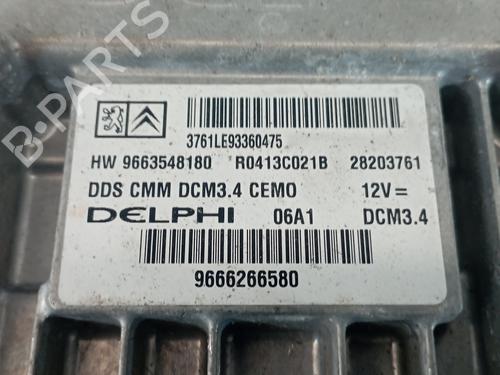 3761LE93360475
HW 9663548180 R0413C021B 28203761
DDS CMM DCM3.4 CEMO 12V=
DELPHI 06A1 DCM3.4
9666266580
B-PARTS